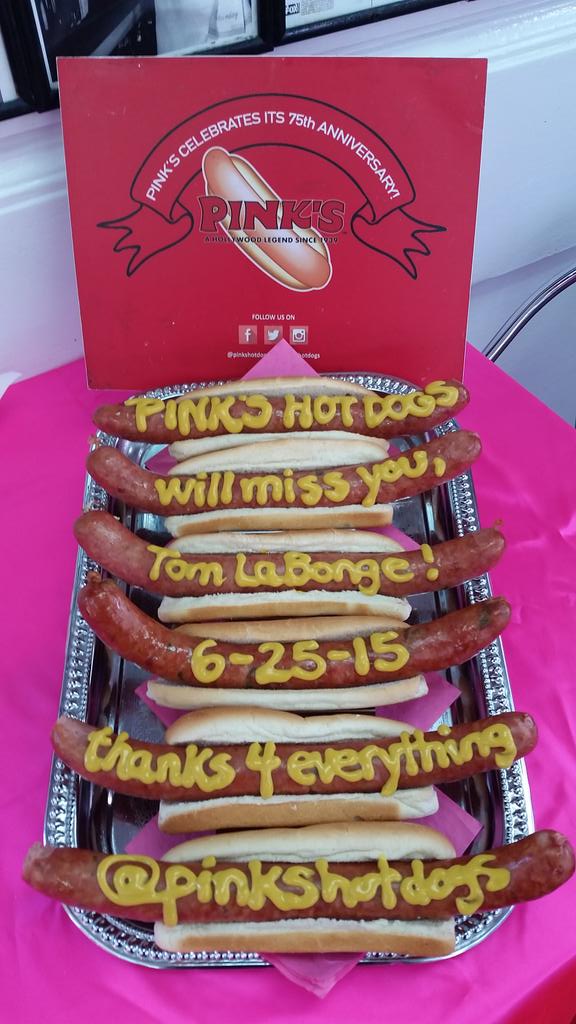 PINK'S CELEBRATES ITS 75th ANNIVERSARY!
PINK'S
A HOLLYWOOD LEGEND SINCE 1939
FOLLOW US ON
PINK'S HOT DOGS
will miss you,
Tom LaBonge!
6-25-15
thanks 4 everything
@pinkshotdogs